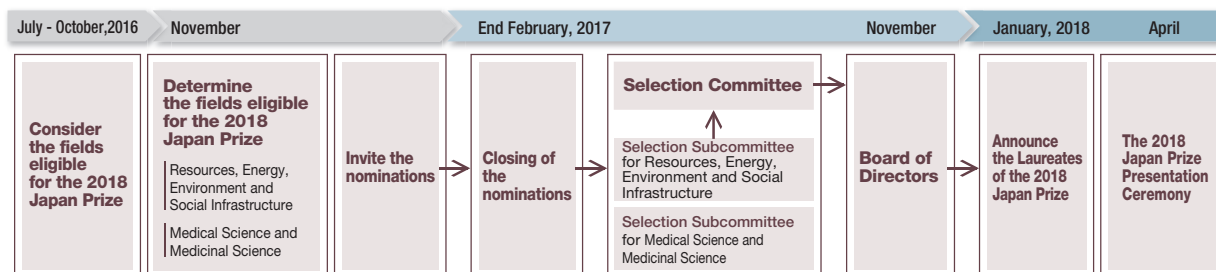 July - October,2016
November
End February, 2017
November
January, 2018
April
Consider
the fields
eligible
for the 2018
Japan Prize
Determine
the fields eligible
for the 2018
Japan Prize
Resources, Energy,
Environment and
Social Infrastructure
Medical Science and
Medicinal Science
Invite the
nominations
Closing of
the
nominations
Selection Committee
Selection Subcommittee
for Resources, Energy,
Environment and Social
Infrastructure
Selection Subcommittee
for Medical Science and
Medicinal Science
Board of
Directors
Announce
the Laureates
of the 2018
Japan Prize
The 2018
Japan Prize
Presentation
Ceremony